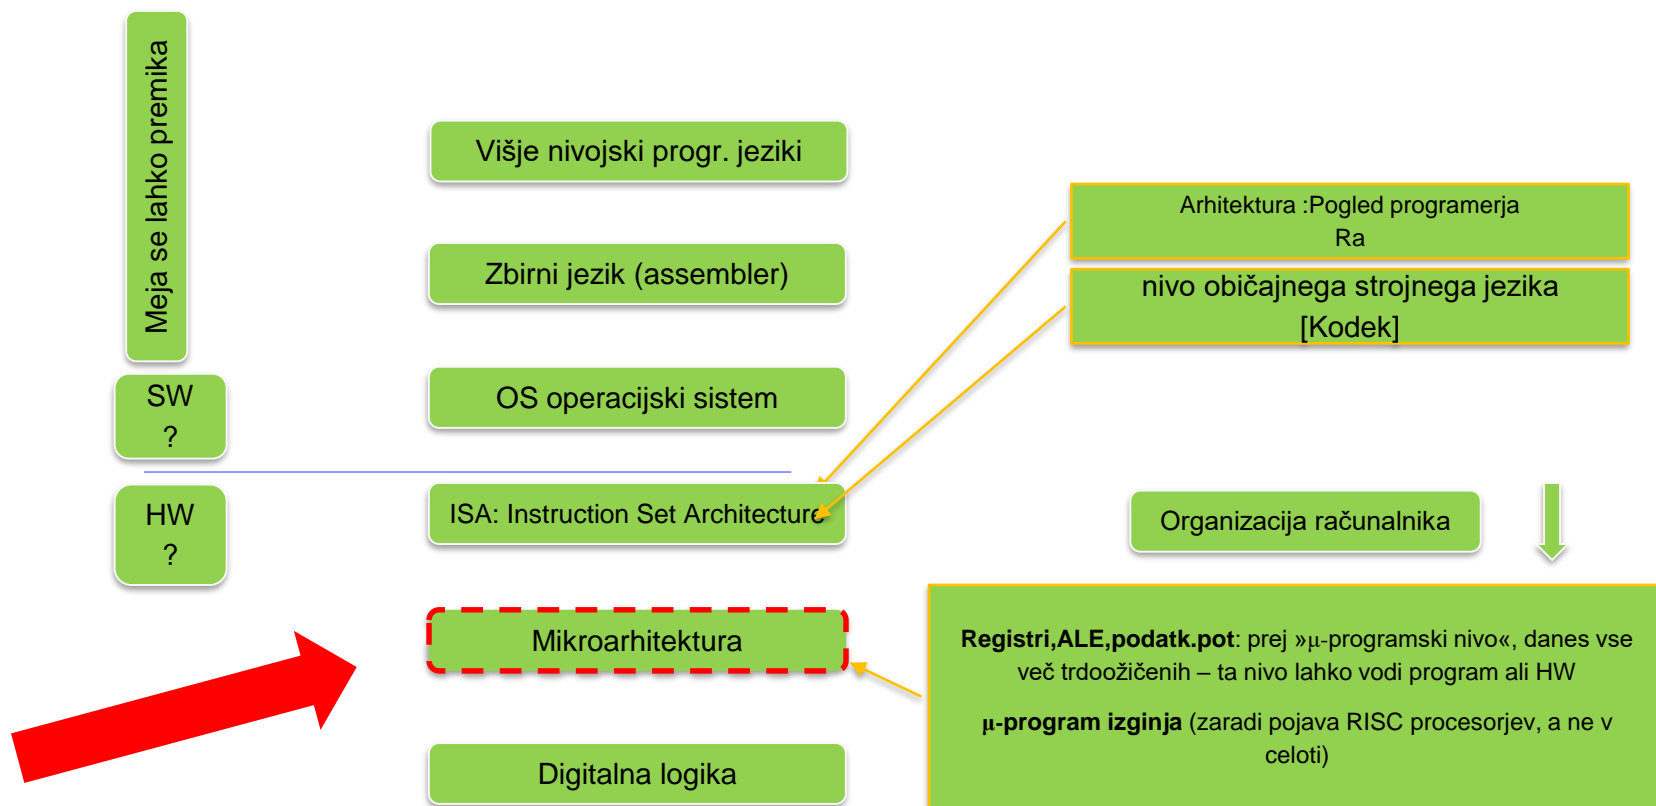 Meja se lahko premika
Višje nivojski progr. jeziki
Arhitektura :Pogled programerja
Ra
Zbirni jezik (assembler)
nivo običajnega strojnega jezika
[Kodek]
SW
?
OS operacijski sistem
HW
?
ISA: Instruction Set Architecture
Organizacija računalnika
Mikroarhitektura
Registri,ALE,podatk.pot: prej »μ-programski nivo«, danes vse
več trdoožičenih – ta nivo lahko vodi program ali HW
μ-program izginja (zaradi pojava RISC procesorjev, a ne v
celoti)
Digitalna logika